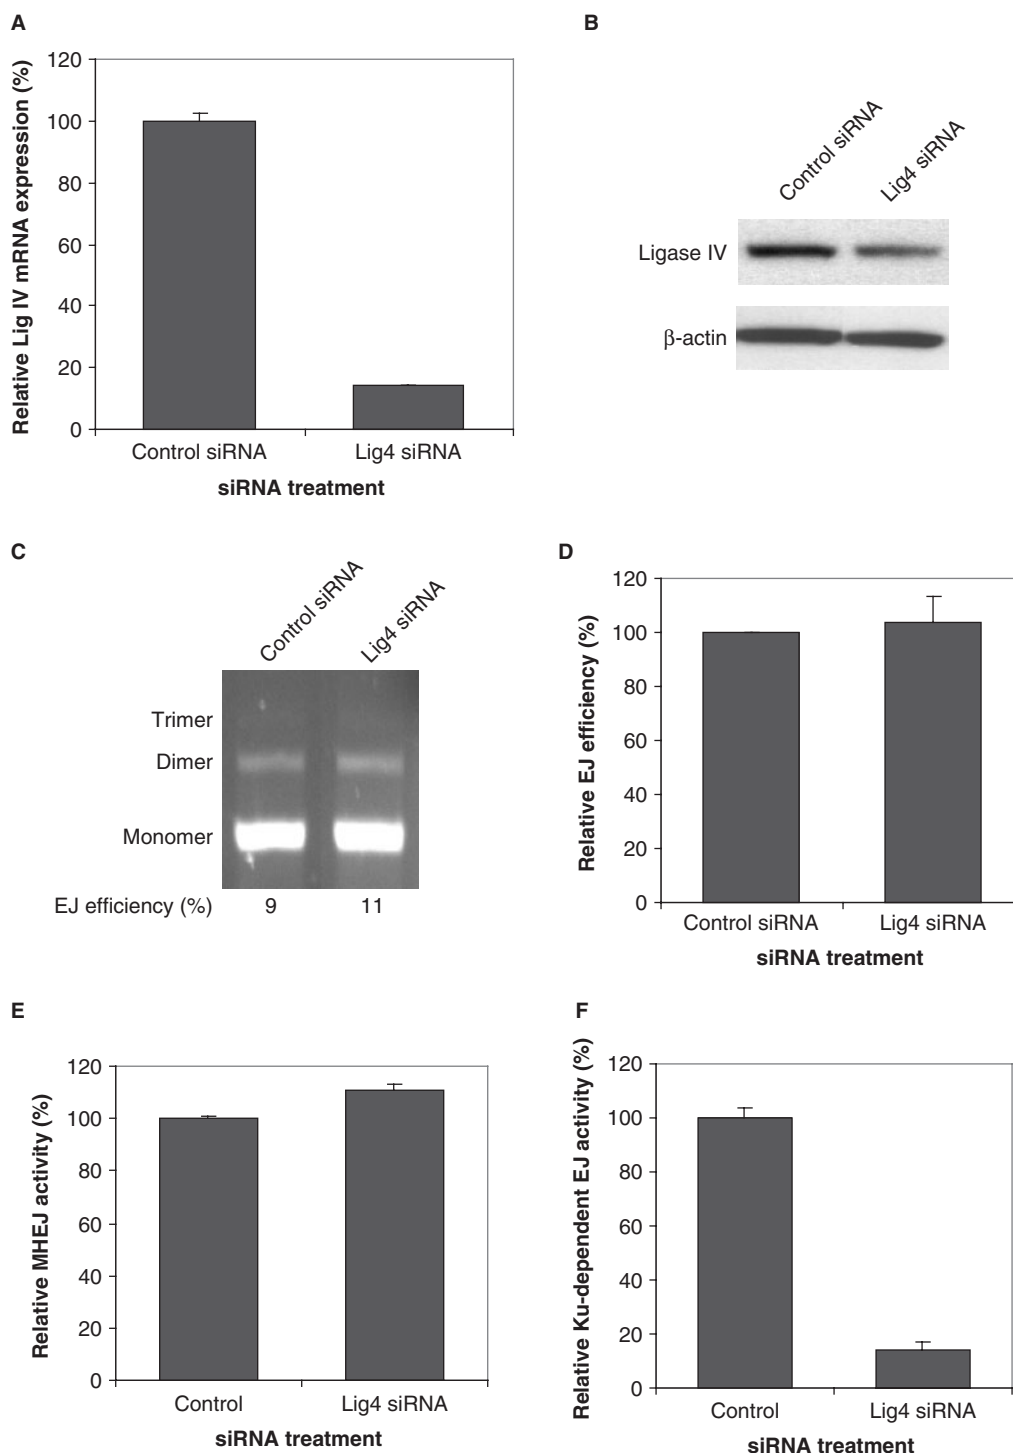 A
Relative Lig IV mRNA expression (%)
120
100
80
60
40
20
0
Control siRNA
Lig4 siRNA
siRNA treatment
B
Control siRNA
Lig4 siRNA
Ligase IV
β-actin
C
Control siRNA
Lig4 siRNA
Trimer
Dimer
Monomer
EJ efficiency (%) 9 11
D
Relative EJ efficiency (%)
120
100
80
60
40
20
0
Control siRNA
Lig4 siRNA
siRNA treatment
E
Relative MHEJ activity (%)
120
100
80
60
40
20
0
Control
Lig4 siRNA
siRNA treatment
F
Relative Ku-dependent EJ activity (%)
120
100
80
60
40
20
0
Control
Lig4 siRNA
siRNA treatment